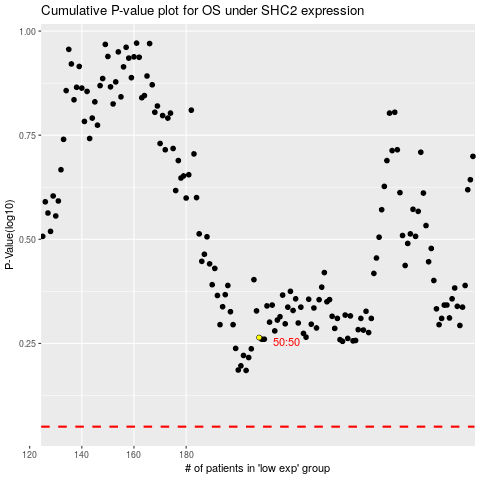 Cumulative P-value plot for OS under SHC2 expression
P-Value(log10)
1.00
0.75
0.50
0.25
50:50
120 140 160 180
# of patients in 'low exp' group